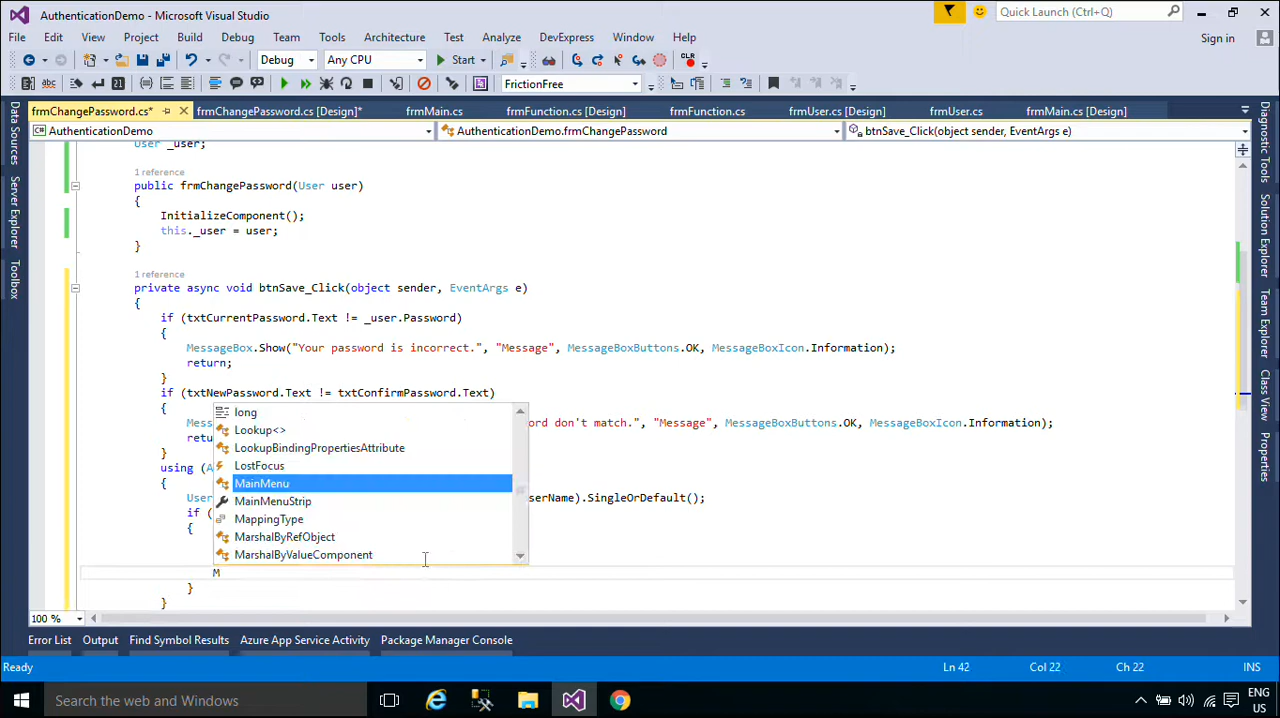 AuthenticationDemo - Microsoft Visual Studio
Quick Launch (Ctrl+Q)
File Edit View Project Build Debug Team Tools Architecture Test Analyze DevExpress Window Help
Sign in
Debug Any CPU Start CLR
FrictionFree
frmChangePassword.cs* frmChangePassword.cs [Design]* frmMain.cs frmFunction.cs [Design] frmFunction.cs frmUser.cs [Design] frmUser.cs frmMain.cs [Design]
AuthenticationDemo AuthenticationDemo.frmChangePassword btnSave_Click(object sender, EventArgs e)
Data Sources
Server Explorer
Toolbox
User _user;
1 reference
public frmChangePassword(User user)
{
InitializeComponent();
this._user = user;
}
1 reference
private async void btnSave_Click(object sender, EventArgs e)
{
if (txtCurrentPassword.Text != _user.Password)
{
MessageBox.Show("Your password is incorrect.", "Message", MessageBoxButtons.OK, MessageBoxIcon.Information);
return;
}
if (txtNewPassword.Text != txtConfirmPassword.Text)
{
Mes ord don't match.", "Message", MessageBoxButtons.OK, MessageBoxIcon.Information);
retu
}
using (A
{
User serName).SingleOrDefault();
if (
{
M
}
}
long
Lookup<>
LookupBindingPropertiesAttribute
LostFocus
MainMenu
MainMenuStrip
MappingType
MarshalByRefObject
MarshalByValueComponent
Diagnostic Tools
Solution Explorer
Team Explorer
Class View
Properties
100 %
Error List Output Find Symbol Results Azure App Service Activity Package Manager Console
Ready Ln 42 Col 22 Ch 22 INS
Search the web and Windows
ENG
US